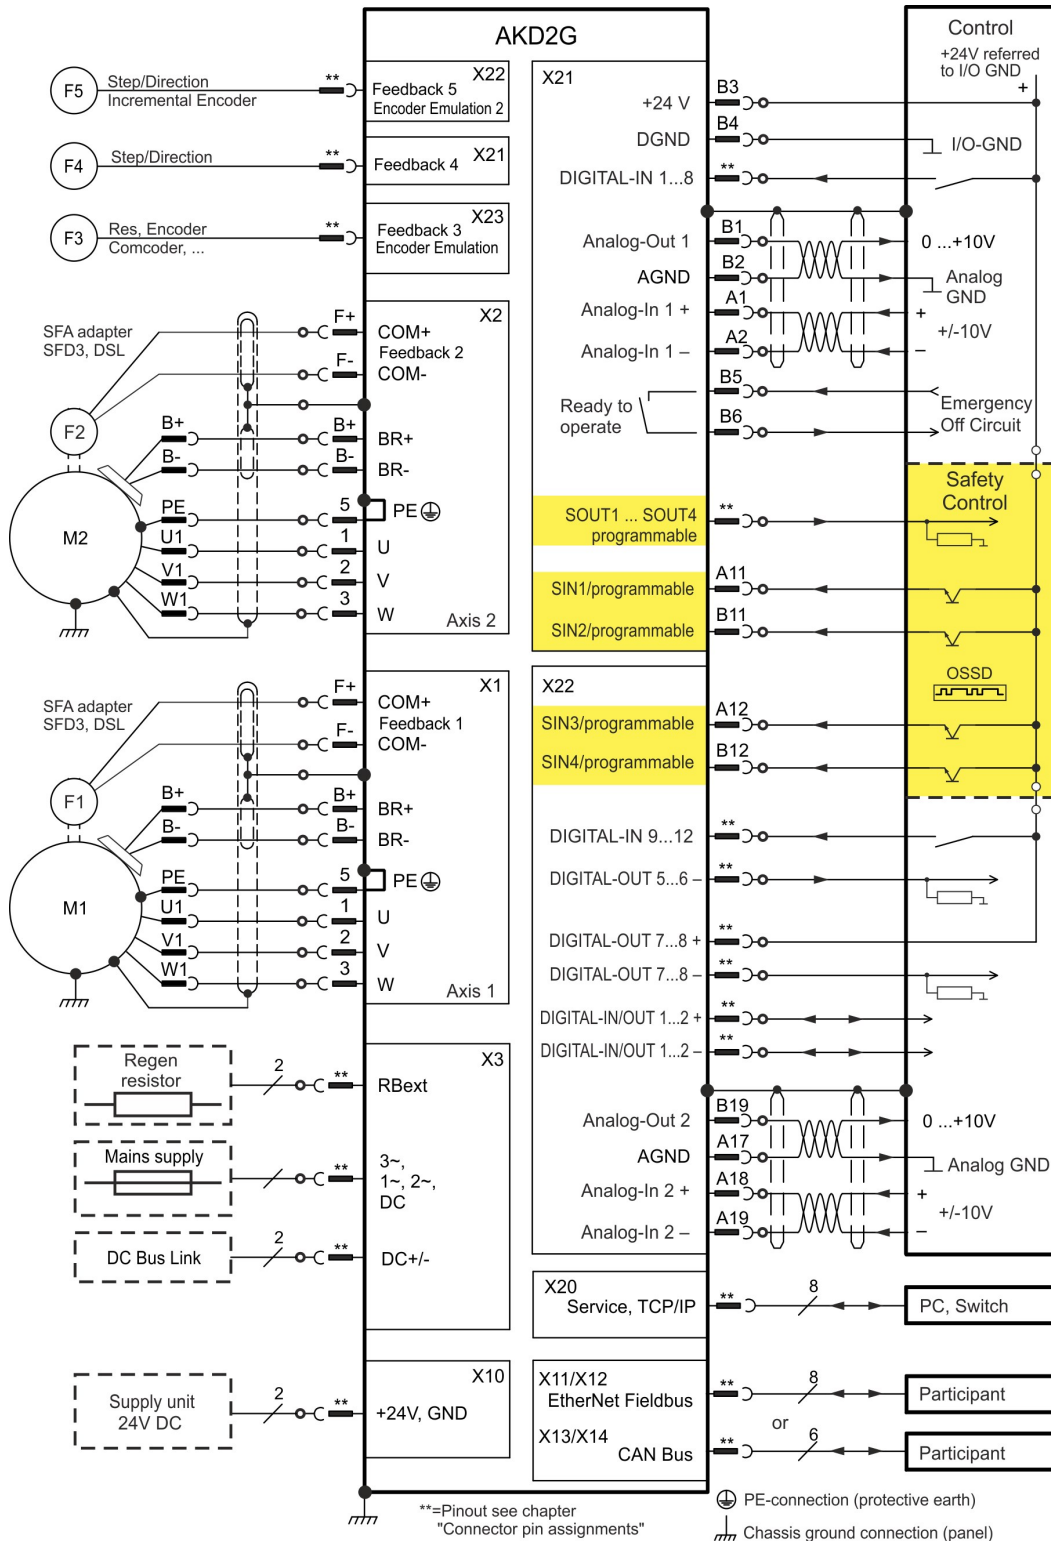 AKD2G
F5
Step/Direction
Incremental Encoder
**
X22
Feedback 5
Encoder Emulation 2
F4
Step/Direction
**
X21
Feedback 4
F3
Res, Encoder
Comcoder, ...
**
X23
Feedback 3
Encoder Emulation
SFA adapter
SFD3, DSL
F2
M2
B+
B-
PE
U1
V1
W1
F+
F-
B+
B-
5
1
2
3
X2
COM+
Feedback 2
COM-
BR+
BR-
PE
U
V
W
Axis 2
SFA adapter
SFD3, DSL
F1
M1
B+
B-
PE
U1
V1
W1
F+
F-
B+
B-
5
1
2
3
X1
COM+
Feedback 1
COM-
BR+
BR-
PE
U
V
W
Axis 1
Regen
resistor
2
**
X3
RBext
Mains supply
**
3~,
1~, 2~,
DC
DC Bus Link
2
**
DC+/-
Supply unit
24V DC
2
**
X10
+24V, GND
X21
+24 V
B3
DGND
B4
DIGITAL-IN 1...8
**
Analog-Out 1
B1
AGND
B2
Analog-In 1 +
A1
Analog-In 1 –
A2
Ready to
operate
B5
B6
SOUT1 ... SOUT4
programmable
**
SIN1/programmable
A11
SIN2/programmable
B11
X22
SIN3/programmable
A12
SIN4/programmable
B12
DIGITAL-IN 9...12
**
DIGITAL-OUT 5...6 –
**
DIGITAL-OUT 7...8 +
**
DIGITAL-OUT 7...8 –
**
DIGITAL-IN/OUT 1...2 +
**
DIGITAL-IN/OUT 1...2 –
**
Analog-Out 2
B19
AGND
A17
Analog-In 2 +
A18
Analog-In 2 –
A19
X20
Service, TCP/IP
**
8
PC, Switch
X11/X12
EtherNet Fieldbus
**
8
Participant
or
X13/X14
CAN Bus
**
6
Participant
Control
+24V referred
to I/O GND
+
I/O-GND
0 ...+10V
Analog
GND
+
+/-10V
–
Emergency
Off Circuit
Safety
Control
OSSD
0 ...+10V
Analog GND
+
+/-10V
–
**=Pinout see chapter
"Connector pin assignments"
PE-connection (protective earth)
Chassis ground connection (panel)